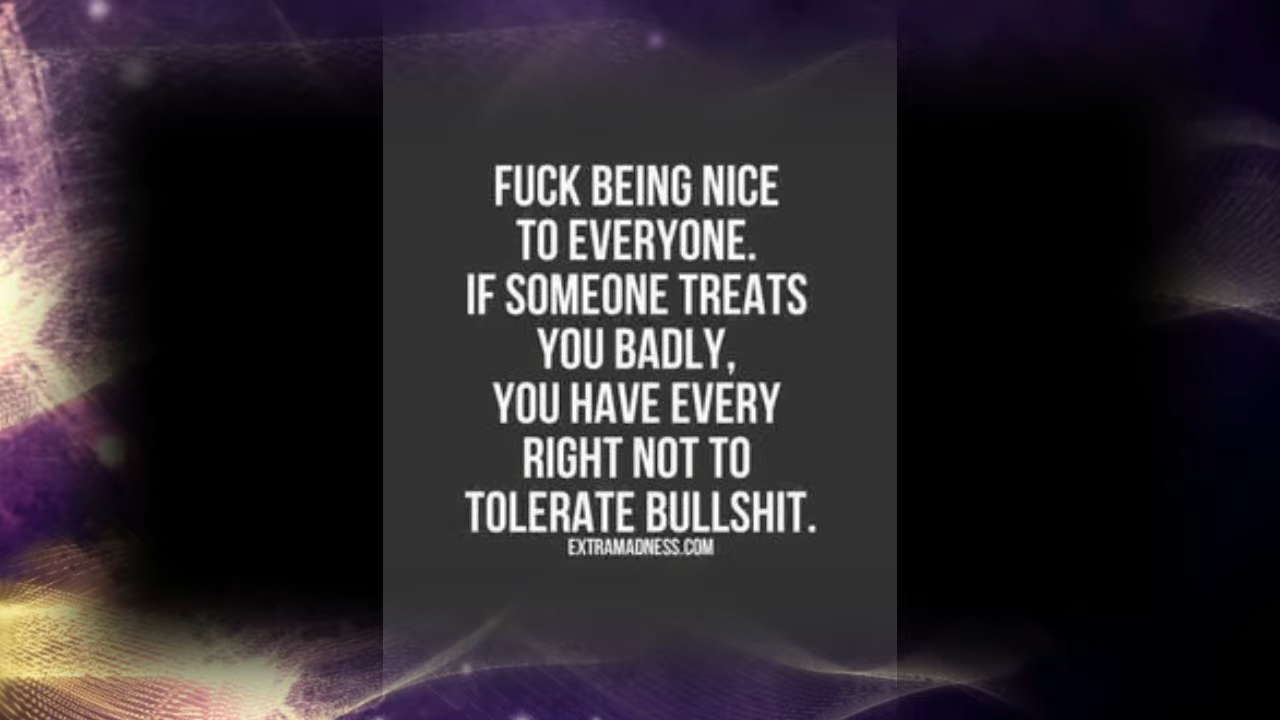 FUCK BEING NICE
TO EVERYONE.
IF SOMEONE TREATS
YOU BADLY,
YOU HAVE EVERY
RIGHT NOT TO
TOLERATE BULLSHIT.
EXTRAMADNESS.COM